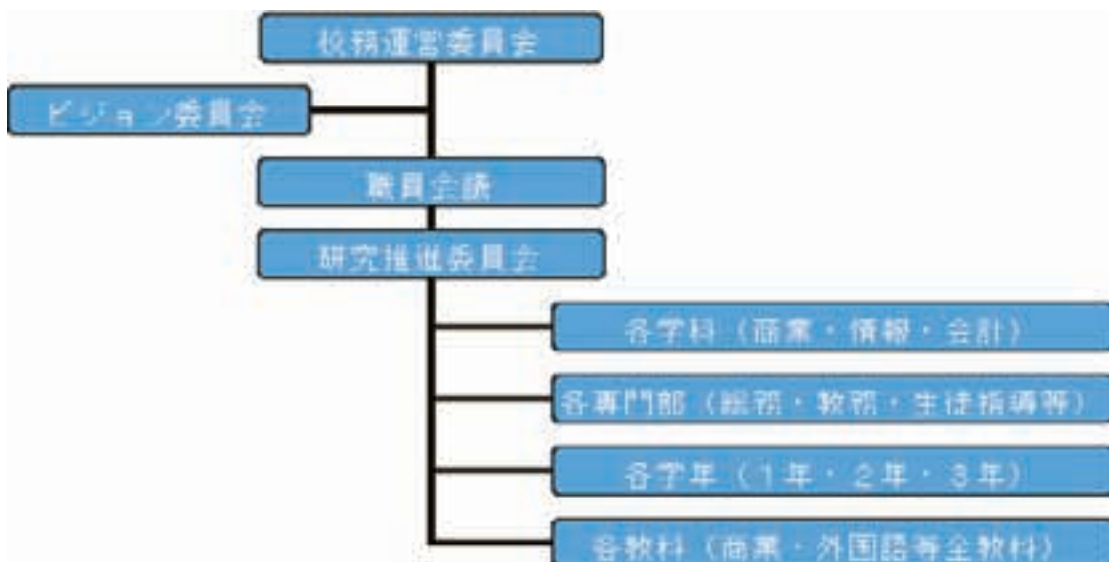 校務運営委員会
ビジョン委員会
職員会議
研究推進委員会
各学科（商業・情報・会計）
各専門部（総務・教務・生徒指導等）
各学年（１年・２年・３年）
各教科（商業・外国語等全教科）